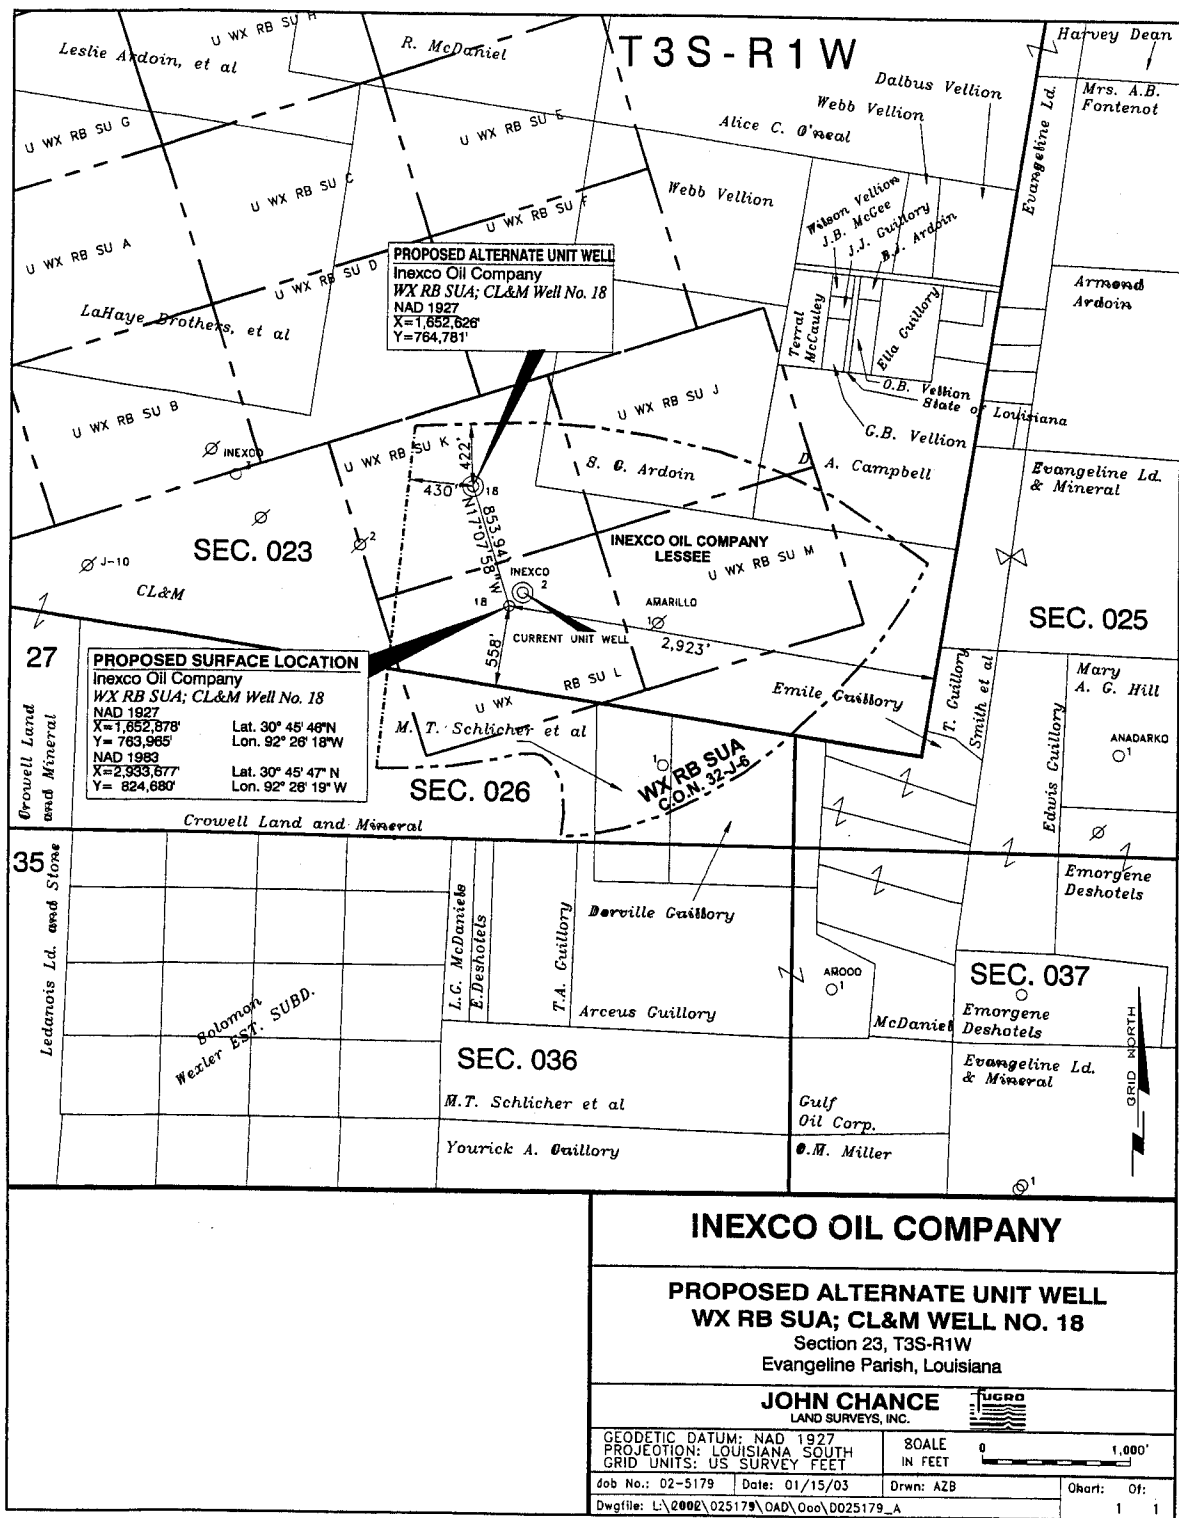 T3S-R1W
Harvey Dean
Leslie Ardoin, et al
U WX RB SU H
R. McDaniel
Dalbus Vellion
Webb Vellion
Alice C. O'neal
Evangeline Ld.
Mrs. A.B.
Fontenot
U WX RB SU G
U WX RB SU E
U WX RB SU C
Webb Vellion
Wilson Vellion
J.B. McGee
J.J. Guillory
B.J. Ardoin
U WX RB SU F
U WX RB SU A
U WX RB SU D
LaHaye Brothers, et al
PROPOSED ALTERNATE UNIT WELL
Inexco Oil Company
WX RB SUA; CL&M Well No. 18
NAD 1927
X=1,652,626'
Y=764,781'
Terral
McCauley
Ella Guillory
Armond
Ardoin
O.B. Vellion
State of Louisiana
G.B. Vellion
U WX RB SU B
U WX RB SU K
U WX RB SU J
INEXCO
422'
430'
18
S. G. Ardoin
D. A. Campbell
Evangeline Ld.
& Mineral
SEC. 023
2
J-10
CL&M
853.94'
N17°07'58"W
INEXCO OIL COMPANY
LESSEE
U WX RB SU M
INEXCO
2
18
AMARILLO
1
CURRENT UNIT WELL
558'
2,923'
SEC. 025
27
PROPOSED SURFACE LOCATION
Inexco Oil Company
WX RB SUA; CL&M Well No. 18
NAD 1927
X=1,652,878' Lat. 30° 45' 46"N
Y= 763,965' Lon. 92° 26' 18"W
NAD 1983
X=2,933,677' Lat. 30° 45' 47" N
Y= 824,680' Lon. 92° 26' 19" W
U WX RB SU L
M. T. Schlicher et al
Emile Guillory
T. Guillory
Smith et al
Mary
A. G. Hill
Edwis Guillory
ANADARKO
1
Crowell Land
and Mineral
SEC. 026
1
WX RB SUA
C.O.N. 32-J-6
Crowell Land and Mineral
35
Ledanois Ld. and Stone
Emorgene
Deshotels
L.G. McDaniels
E.Deshotels
T.A. Guillory
Derville Guillory
Arceus Guillory
1
SEC. 037
Emorgene
Deshotels
McDaniel
Solomon
Wexler EST. SUBD.
SEC. 036
Evangeline Ld.
& Mineral
GRID NORTH
M.T. Schlicher et al
Gulf
Oil Corp.
Yourick A. Guillory
O.M. Miller
1
INEXCO OIL COMPANY
PROPOSED ALTERNATE UNIT WELL
WX RB SUA; CL&M WELL NO. 18
Section 23, T3S-R1W
Evangeline Parish, Louisiana
JOHN CHANCE
LAND SURVEYS, INC.
FUGRO
GEODETIC DATUM: NAD 1927
PROJECTION: LOUISIANA SOUTH
GRID UNITS: US SURVEY FEET
SCALE
IN FEET
0 1,000'
Job No.: 02-5179 Date: 01/15/03 Drwn: AZB Chart: Of:
Dwgfile: L:\2002\025179\CAD\Doc\D025179_A 1 1